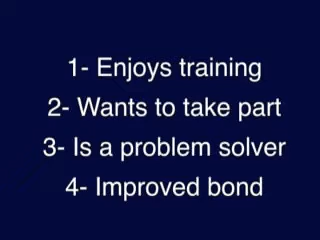 1- Enjoys training
2- Wants to take part
3- Is a problem solver
4- Improved bond